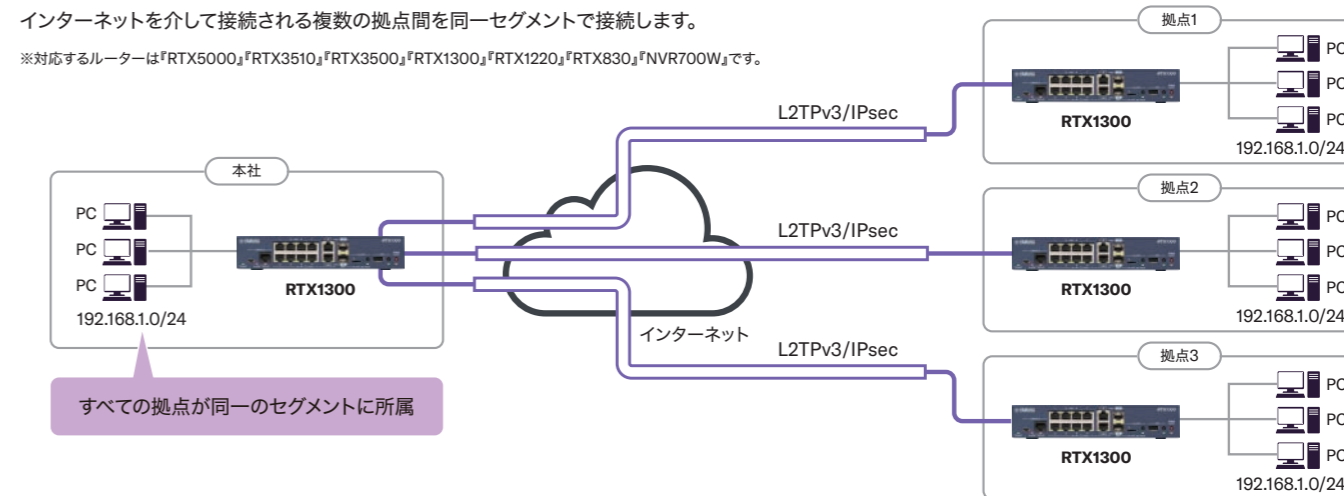 インターネットを介して接続される複数の拠点間を同一セグメントで接続します。
※対応するルーターは『RTX5000』『RTX3510』『RTX3500』『RTX1300』『RTX1220』『RTX830』『NVR700W』です。
本社
PC
PC
PC
RTX1300
192.168.1.0/24
すべての拠点が同一のセグメントに所属
インターネット
L2TPv3/IPsec
L2TPv3/IPsec
L2TPv3/IPsec
拠点1
RTX1300
PC
PC
PC
192.168.1.0/24
拠点2
RTX1300
PC
PC
PC
192.168.1.0/24
拠点3
RTX1300
PC
PC
PC
192.168.1.0/24